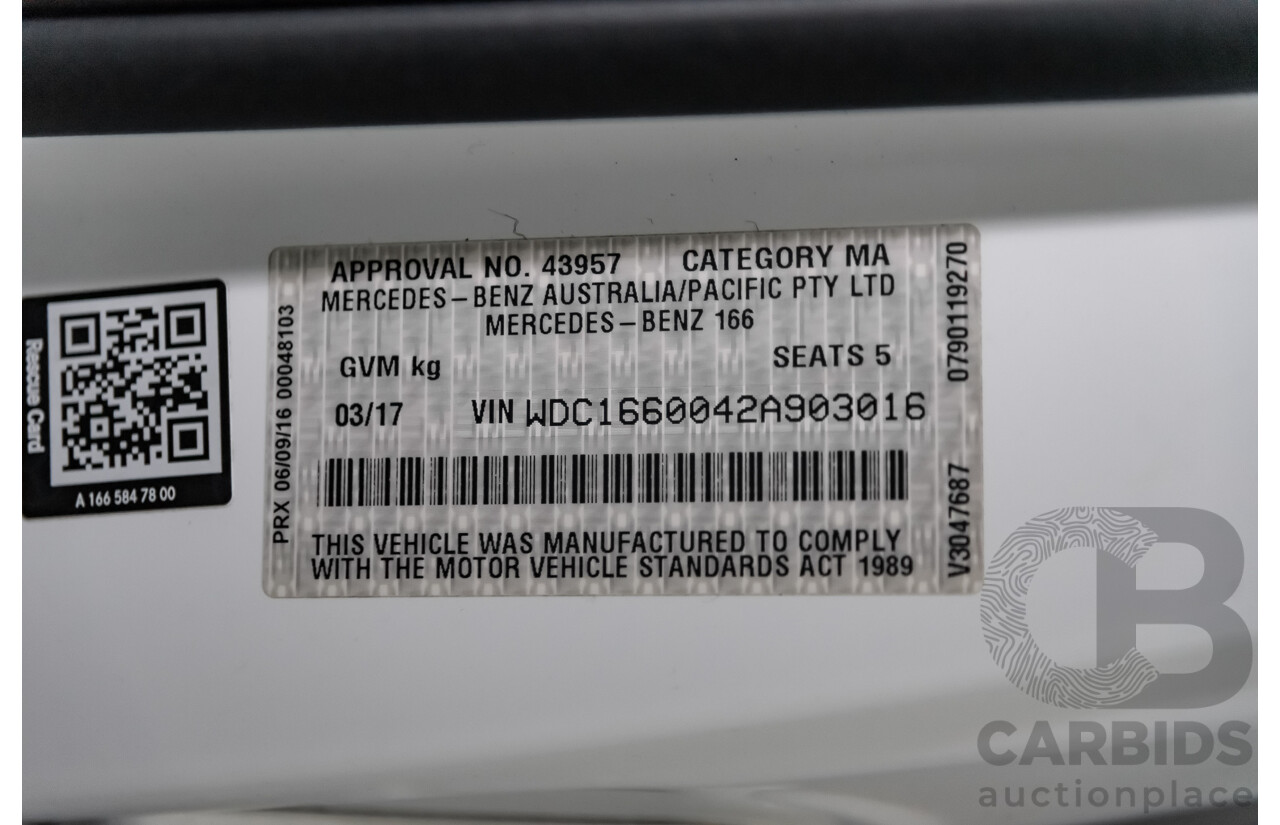 APPROVAL NO. 43957 CATEGORY MA
MERCEDES-BENZ AUSTRALIA/PACIFIC PTY LTD
MERCEDES-BENZ 166
GVM kg SEATS 5
03/17 VIN WDC1660042A903016
THIS VEHICLE WAS MANUFACTURED TO COMPLY
WITH THE MOTOR VEHICLE STANDARDS ACT 1989
PRX 06/09/16 00048103
V3047687 0790119270
Rescue Card
A 166 584 78 00
CB
CARBIDS
auctionplace